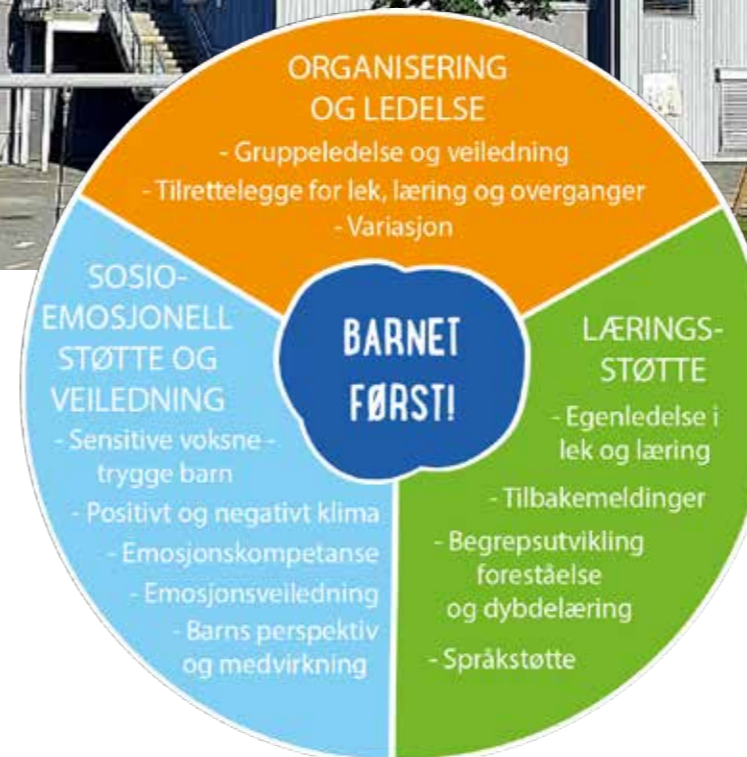 ORGANISERING
OG LEDELSE
- Gruppeledelse og veiledning
- Tilrettelegge for lek, læring og overganger
- Variasjon
SOSIO-
EMOSJONELL
STØTTE OG
VEILEDNING
- Sensitive voksne -
trygge barn
- Positivt og negativt klima
- Emosjonskompetanse
- Emosjonsveiledning
- Barns perspektiv
og medvirkning
BARNET
FØRST!
LÆRINGS-
STØTTE
- Egenledelse i
lek og læring
- Tilbakemeldinger
- Begrepsutvikling
foreståelse
og dybdelæring
- Språkstøtte